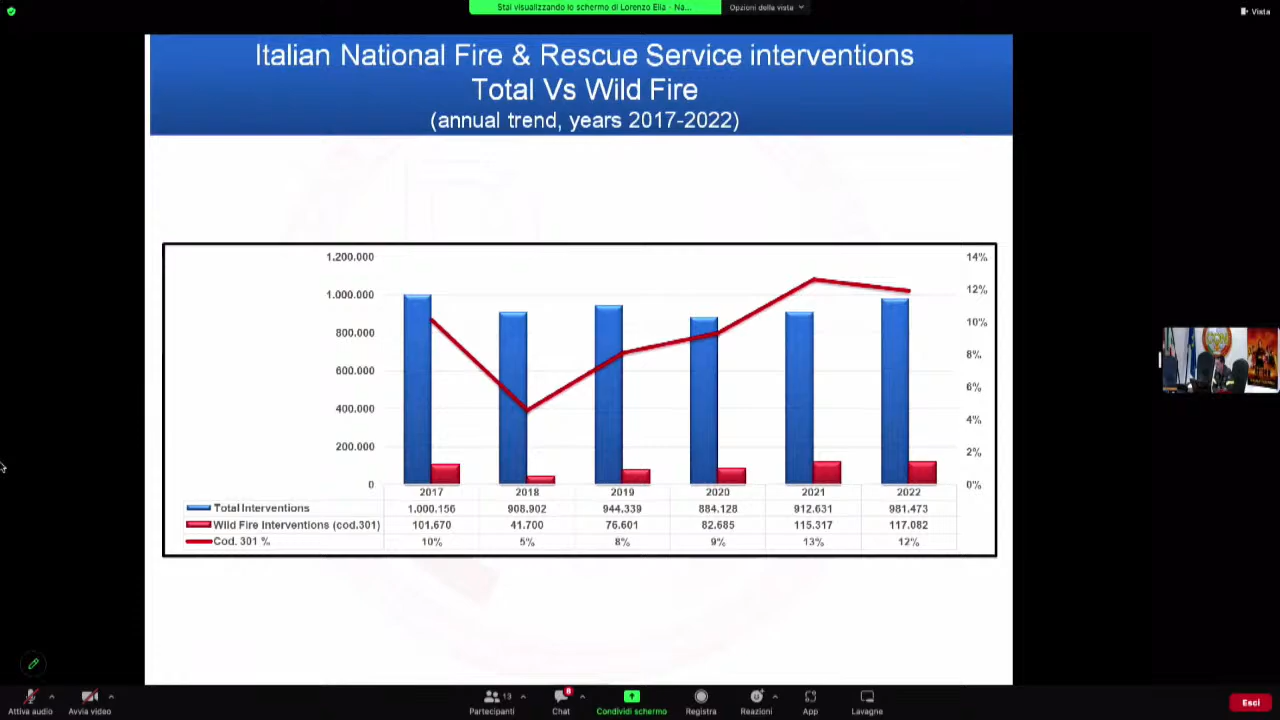 Stai visualizzando lo schermo di Lorenzo Elia - Na...
Opzioni della vista
Vista
Italian National Fire & Rescue Service interventions
Total Vs Wild Fire
(annual trend, years 2017-2022)
1.200.000
1.000.000
800.000
600.000
400.000
200.000
0
14%
12%
10%
8%
6%
4%
2%
0%
2017 2018 2019 2020 2021 2022
Total Interventions 1.000.156 908.902 944.339 884.128 912.631 981.473
Wild Fire Interventions (cod.301) 101.670 41.700 76.601 82.685 115.317 117.082
Cod. 301 % 10% 5% 8% 9% 13% 12%
Attiva audio
Avvia video
13
Partecipanti
8
Chat
Condividi schermo
Registra
Reazioni
App
Lavagne
Esci